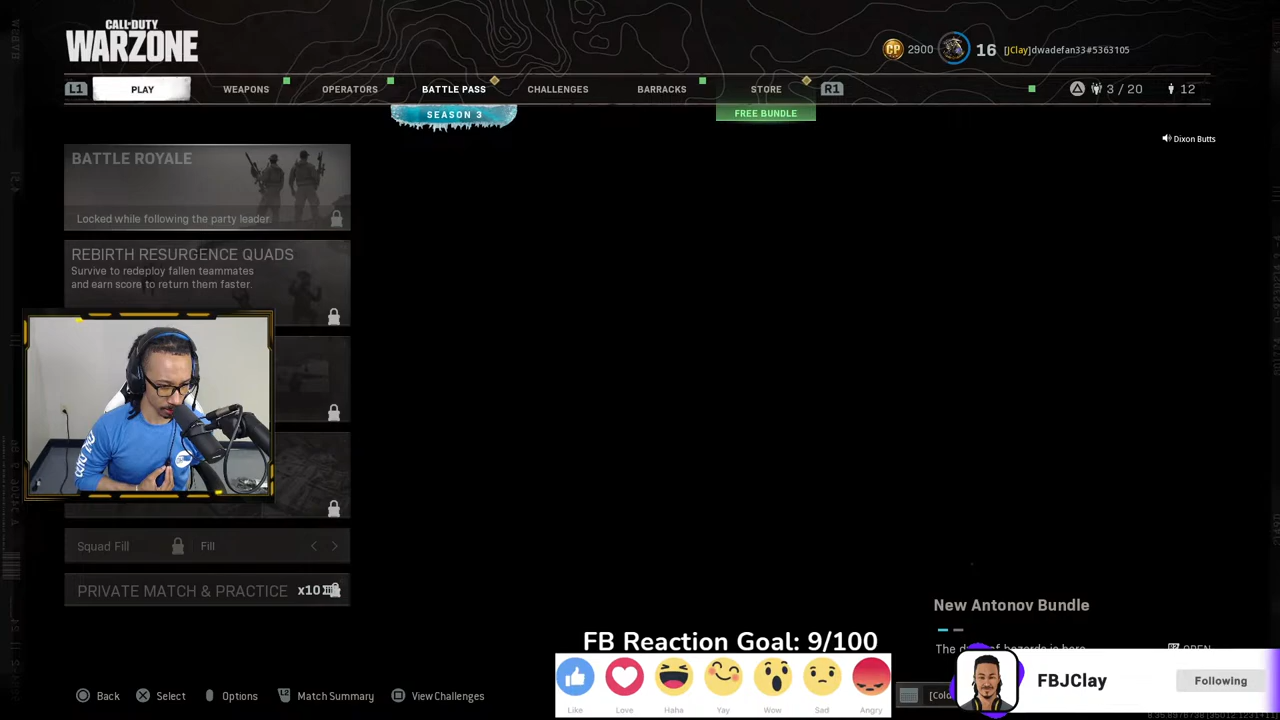 CALL OF DUTY
WARZONE
CP 2900 16 [JClay]dwadefan33#5363105
L1 PLAY WEAPONS OPERATORS BATTLE PASS CHALLENGES BARRACKS STORE R1 3 / 20 12
SEASON 3 FREE BUNDLE
Dixon Butts
BATTLE ROYALE
Locked while following the party leader.
REBIRTH RESURGENCE QUADS
Survive to redeploy fallen teammates
and earn score to return them faster.
Squad Fill Fill
PRIVATE MATCH & PRACTICE x10
New Antonov Bundle
FB Reaction Goal: 9/100
OPEN
FBJClay Following
Back Select Options Match Summary View Challenges
[Cold
Like Love Haha Yay Wow Sad Angry